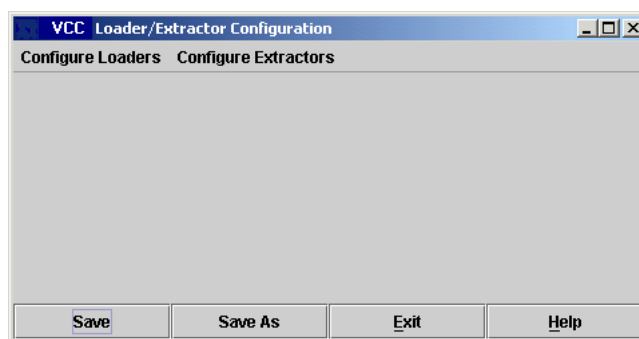 VCC Loader/Extractor Configuration
Configure Loaders Configure Extractors
Save Save As Exit Help